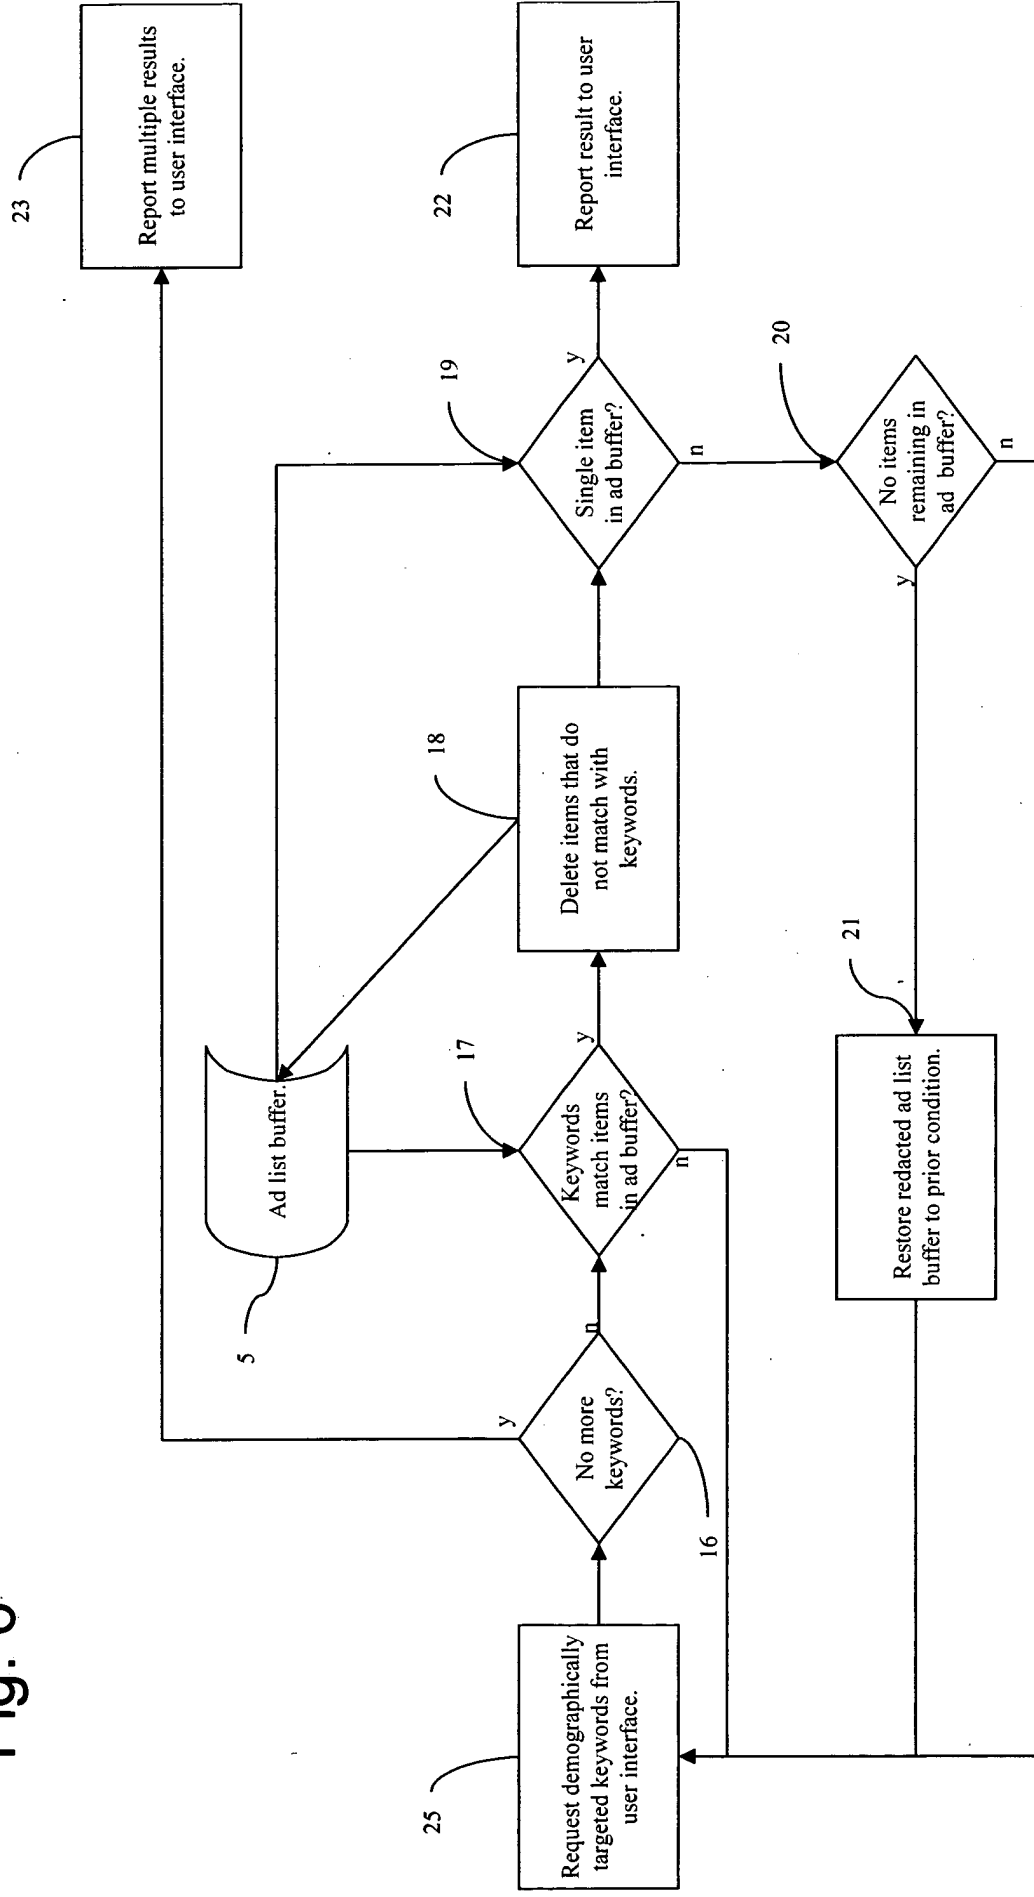 Fig.
23
Report multiple results
to user interface.
5
Ad list buffer.
25
Request demographically
targeted keywords from
user interface.
16
No more
keywords?
y
n
17
Keywords
match items
in ad buffer?
y
n
18
Delete items that do
not match with
keywords.
19
Single item
in ad buffer?
y
n
22
Report result to user
interface.
21
Restore redacted ad list
buffer to prior condition.
20
No items
remaining in
ad buffer?
y
n